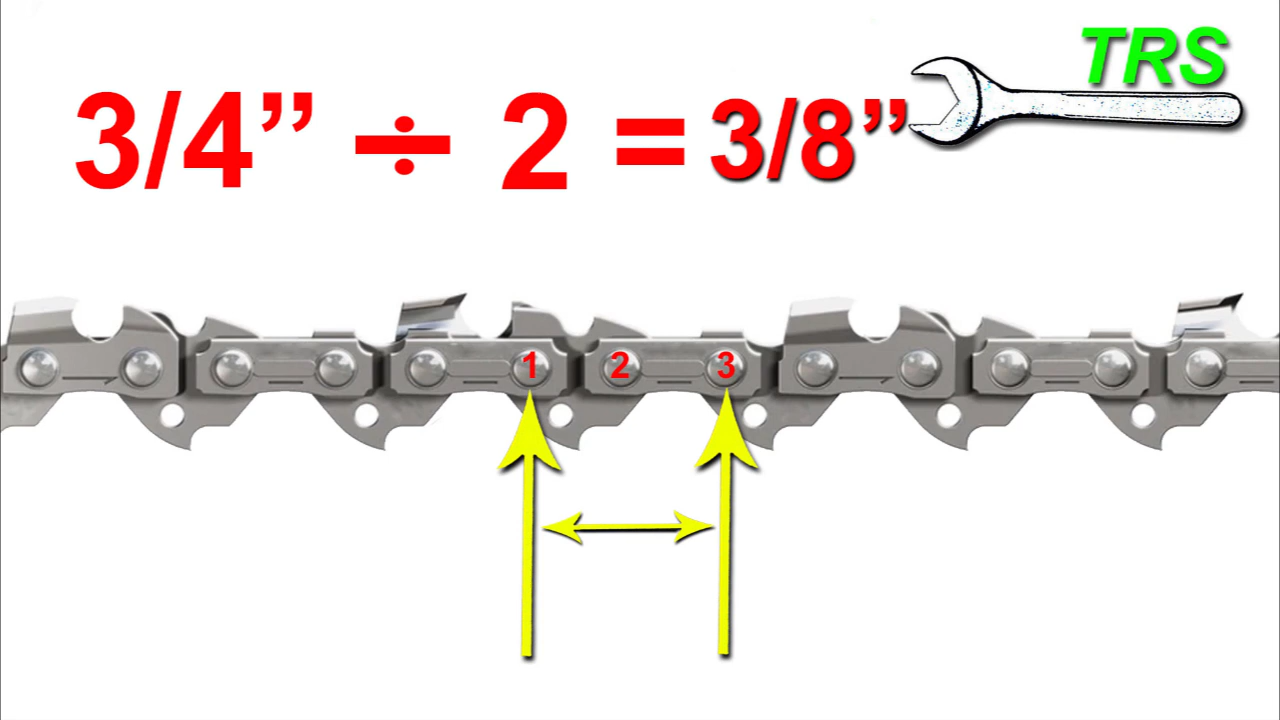 TRS
3/4” ÷ 2 = 3/8”
1 2 3